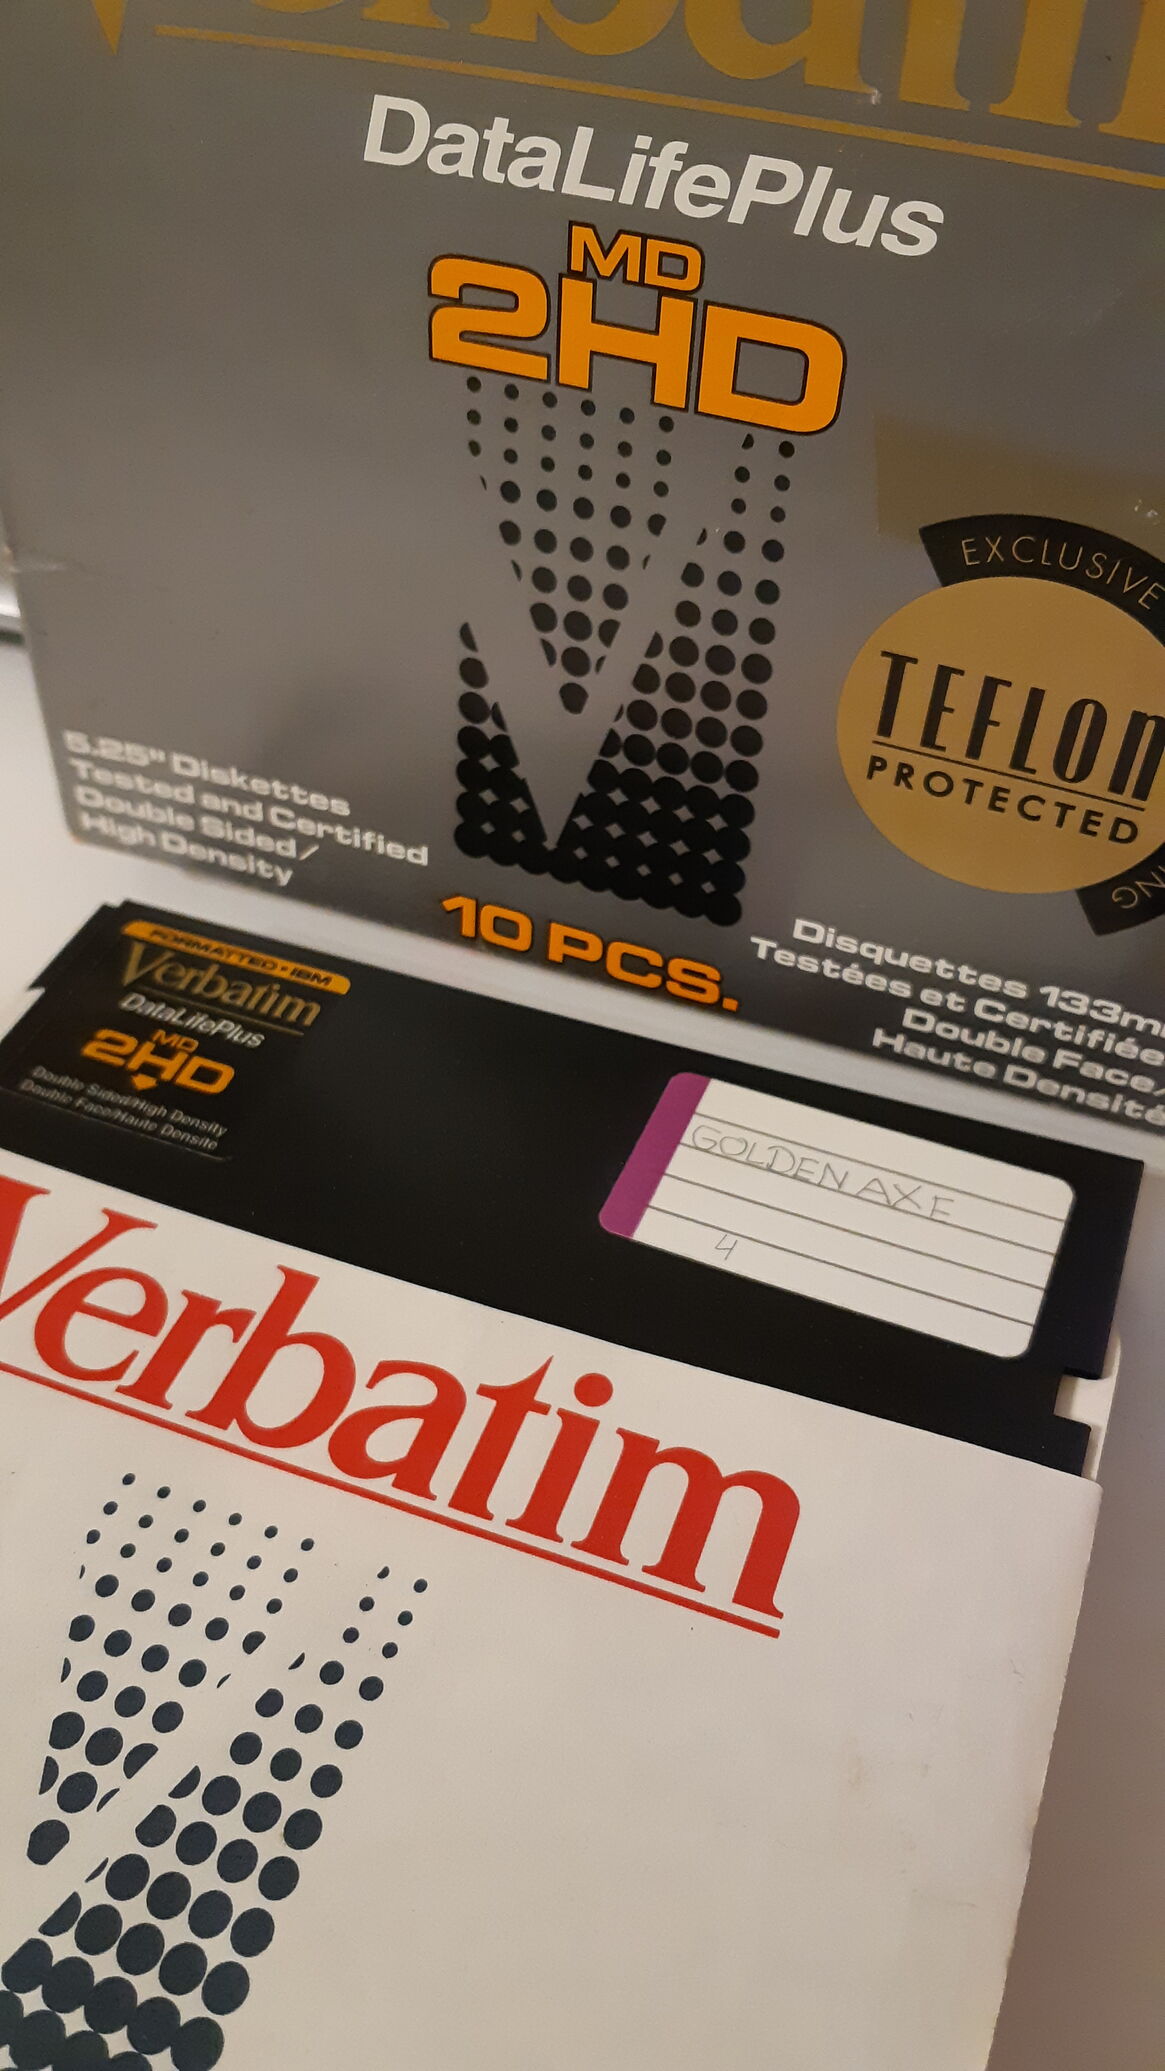 Verbatim
DataLifePlus
MD
2HD
EXCLUSIVE
TEFLON
PROTECTED
5.25" Diskettes
Tested and Certified
Double Sided/
High Density
10 PCS.
Disquettes 133m
Testées et Certifiée
Double Face/
Haute Densité
FORMATTED • IBM
Verbatim
DataLifePlus
MD
2HD
Double Sided/High Density
Double Face/Haute Densité
GOLDEN AXE
4
Verbatim